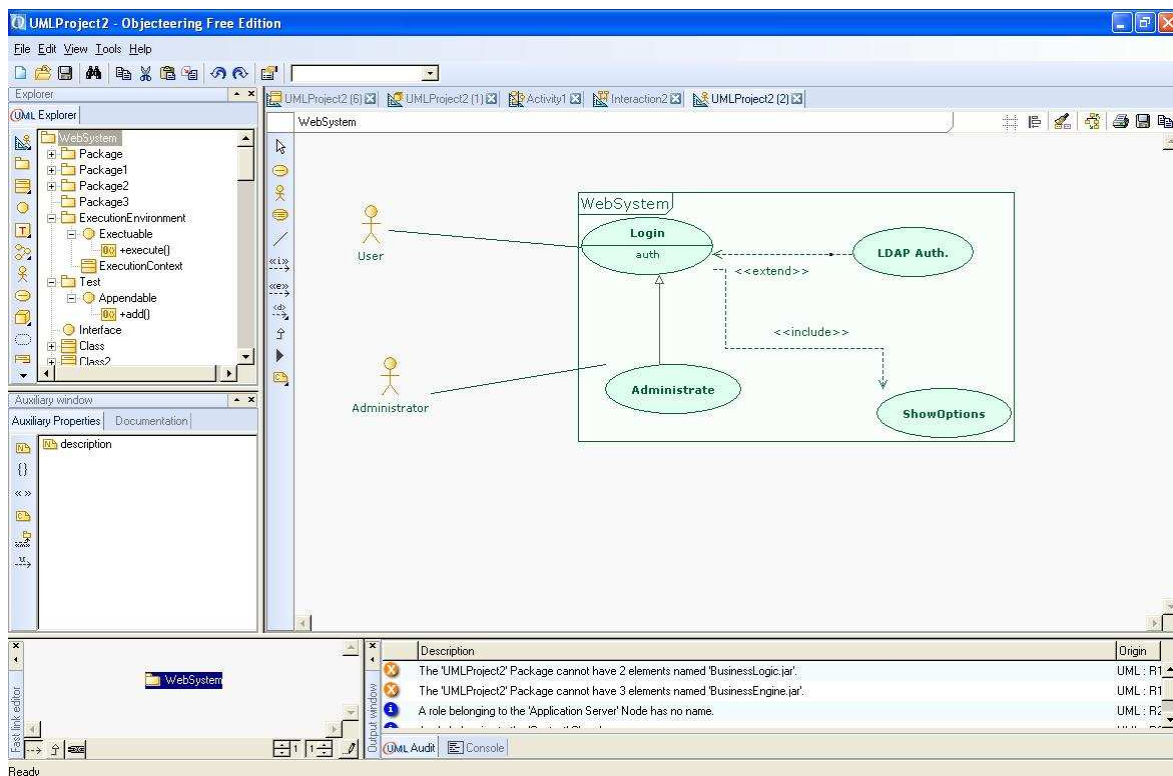 UMLProject2 - Objecteering Free Edition
File Edit View Tools Help
Explorer
UML Explorer
WebSystem
Package
Package1
Package2
Package3
ExecutionEnvironment
Exectuable
+execute()
ExecutionContext
Test
Appendable
+add()
Interface
Class
Class2
Auxiliary window
Auxiliary Properties Documentation
description
UMLProject2 (6) UMLProject2 (1) Activity1 Interaction2 UMLProject2 (2)
WebSystem
«i»
«e»
«d»
WebSystem
User
Login
auth
LDAP Auth.
<<extend>>
<<include>>
Administrator
Administrate
ShowOptions
Fast link editor
WebSystem
1 1
Output window
Description Origin
The 'UMLProject2' Package cannot have 2 elements named 'BusinessLogic.jar'. UML : R1
The 'UMLProject2' Package cannot have 3 elements named 'BusinessEngine.jar'. UML : R1
A role belonging to the 'Application Server' Node has no name. UML : R2
UML Audit Console
Ready